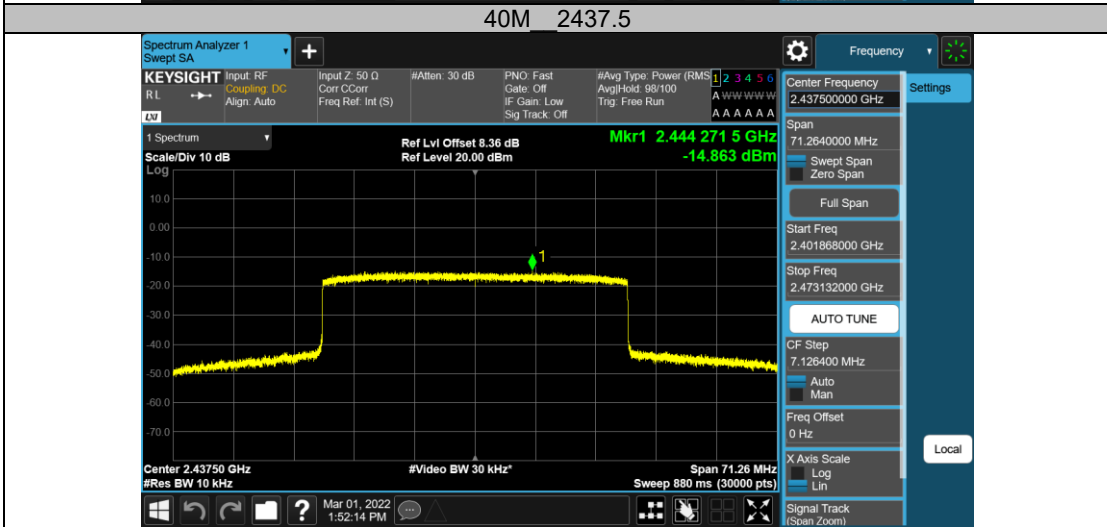 40M__2437.5
Spectrum Analyzer 1
Swept SA
+
Frequency
KEYSIGHT
RL
LXI
Input: RF
Coupling: DC
Align: Auto
Input Z: 50 Ω
Corr CCorr
Freq Ref: Int (S)
#Atten: 30 dB
PNO: Fast
Gate: Off
IF Gain: Low
Sig Track: Off
#Avg Type: Power (RMS
Avg|Hold: 98/100
Trig: Free Run
1 2 3 4 5 6
A W W W W W
A A A A A A
1 Spectrum
Scale/Div 10 dB
Log
Ref Lvl Offset 8.36 dB
Ref Level 20.00 dBm
Mkr1 2.444 271 5 GHz
-14.863 dBm
10.0
0.00
-10.0
-20.0
-30.0
-40.0
-50.0
-60.0
-70.0
1
Center 2.43750 GHz
#Res BW 10 kHz
#Video BW 30 kHz*
Span 71.26 MHz
Sweep 880 ms (30000 pts)
Center Frequency
2.437500000 GHz
Settings
Span
71.2640000 MHz
Swept Span
Zero Span
Full Span
Start Freq
2.401868000 GHz
Stop Freq
2.473132000 GHz
AUTO TUNE
CF Step
7.126400 MHz
Auto
Man
Freq Offset
0 Hz
X Axis Scale
Log
Lin
Signal Track
(Span Zoom)
Local
?
Mar 01, 2022
1:52:14 PM